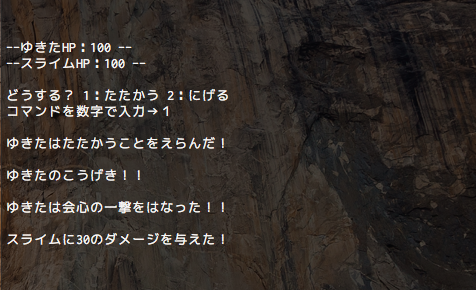 --ゆきたHP：100 --
--スライムHP：100 --
どうする？ 1：たたかう 2：にげる
コマンドを数字で入力→１
ゆきたはたたかうことをえらんだ！
ゆきたのこうげき！！
ゆきたは会心の一撃をはなった！！
スライムに30のダメージを与えた！